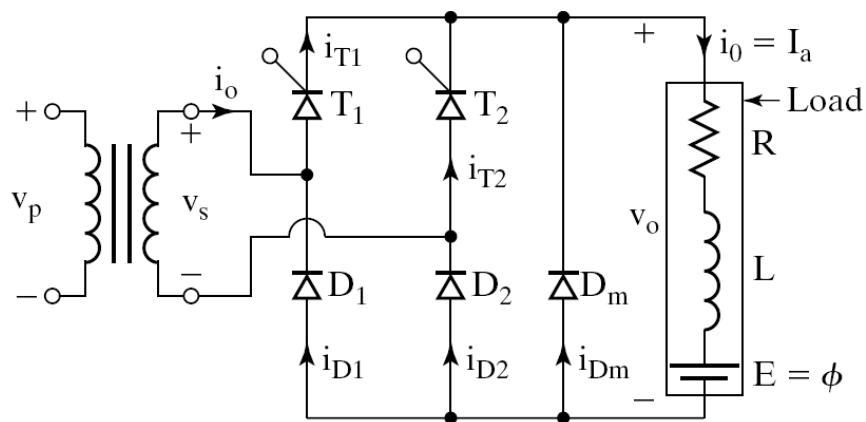 +
i_T1
i_o
T_1
T_2
+
i_0 = I_a
Load
+
+
R
v_p
v_s
i_T2
v_o
L
−
−
D_1
D_2
D_m
i_D1
i_D2
i_Dm
E = ϕ
−